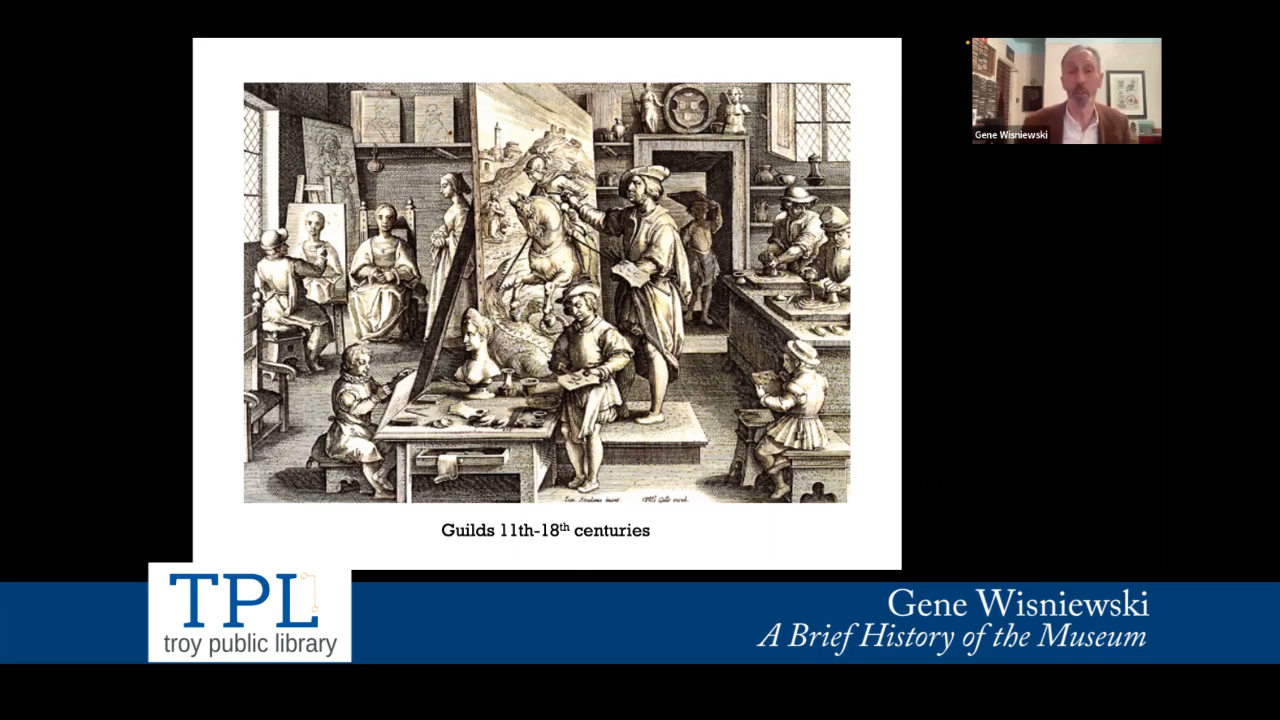 Gene Wisniewski
Guilds 11th-18th centuries
TPL
troy public library
Gene Wisniewski
A Brief History of the Museum